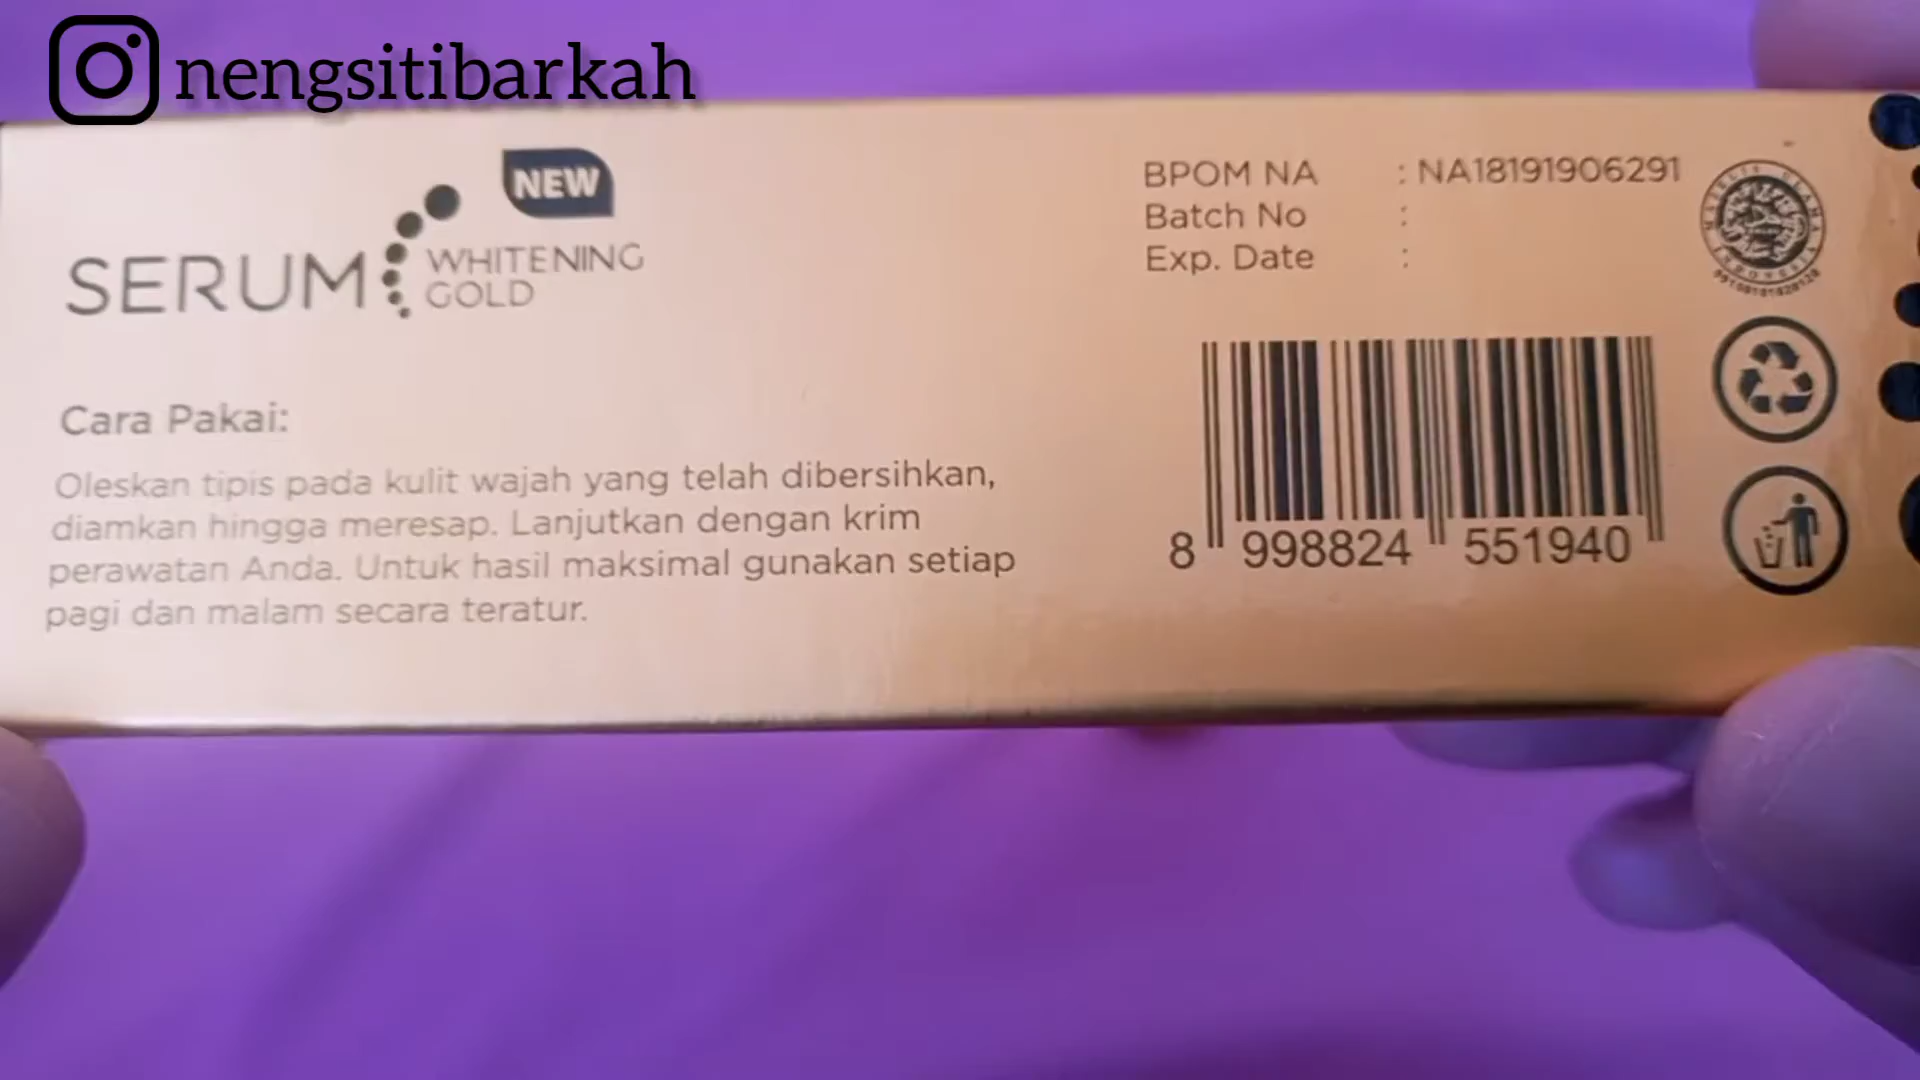 nengsitibarkah
NEW
SERUM WHITENING
GOLD
Cara Pakai:
Oleskan tipis pada kulit wajah yang telah dibersihkan,
diamkan hingga meresap. Lanjutkan dengan krim
perawatan Anda. Untuk hasil maksimal gunakan setiap
pagi dan malam secara teratur.
BPOM NA : NA18191906291
Batch No :
Exp. Date :
8 998824 551940